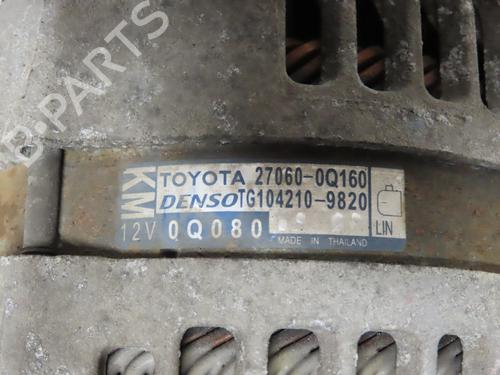 B-PARTS
KM
TOYOTA 27060-0Q160
DENSO TG104210-9820
12V 0Q080
MADE IN THAILAND
LIN